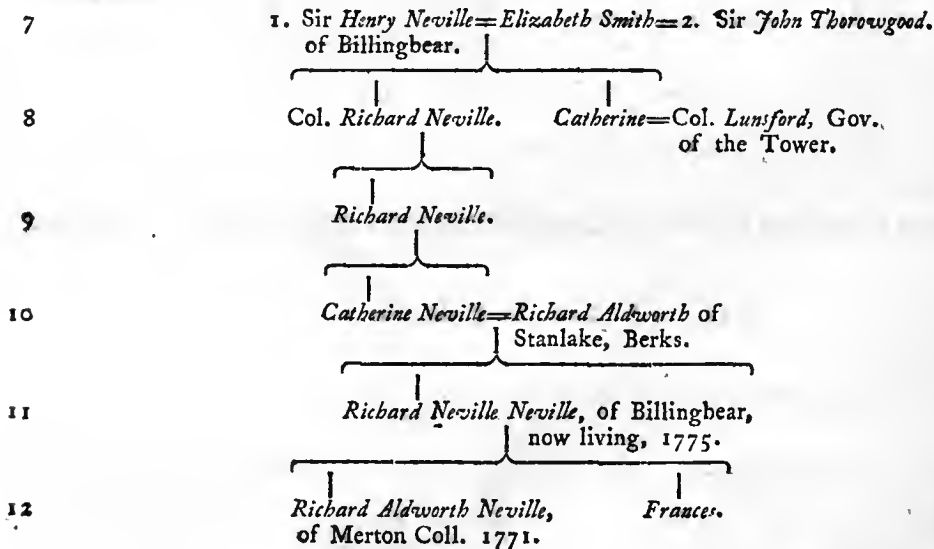 7 1. Sir Henry Neville=Elizabeth Smith=2. Sir John Thorowgood.
of Billingbear.
8 Col. Richard Neville. Catherine=Col. Lunsford, Gov.
of the Tower.
9 Richard Neville.
10 Catherine Neville=Richard Aldworth of
Stanlake, Berks.
11 Richard Neville Neville, of Billingbear,
now living, 1775.
12 Richard Aldworth Neville, Frances.
of Merton Coll. 1771.